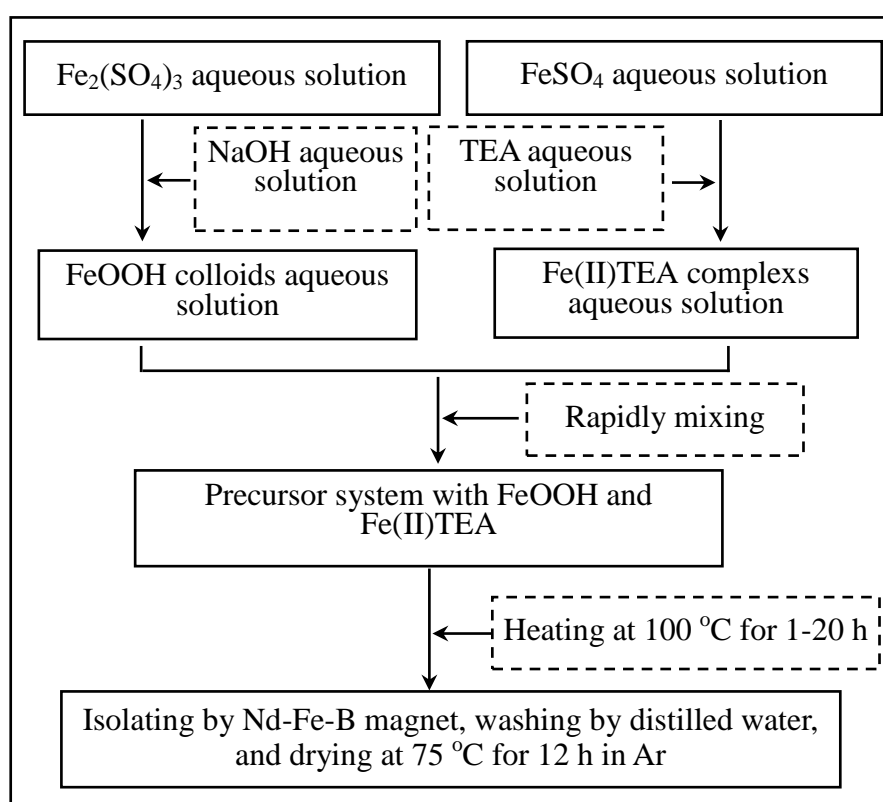 Fe₂(SO₄)₃ aqueous solution
FeSO₄ aqueous solution
NaOH aqueous
solution
TEA aqueous
solution
FeOOH colloids aqueous
solution
Fe(II)TEA complexs
aqueous solution
Rapidly mixing
Precursor system with FeOOH and
Fe(II)TEA
Heating at 100 °C for 1-20 h
Isolating by Nd-Fe-B magnet, washing by distilled water,
and drying at 75 °C for 12 h in Ar